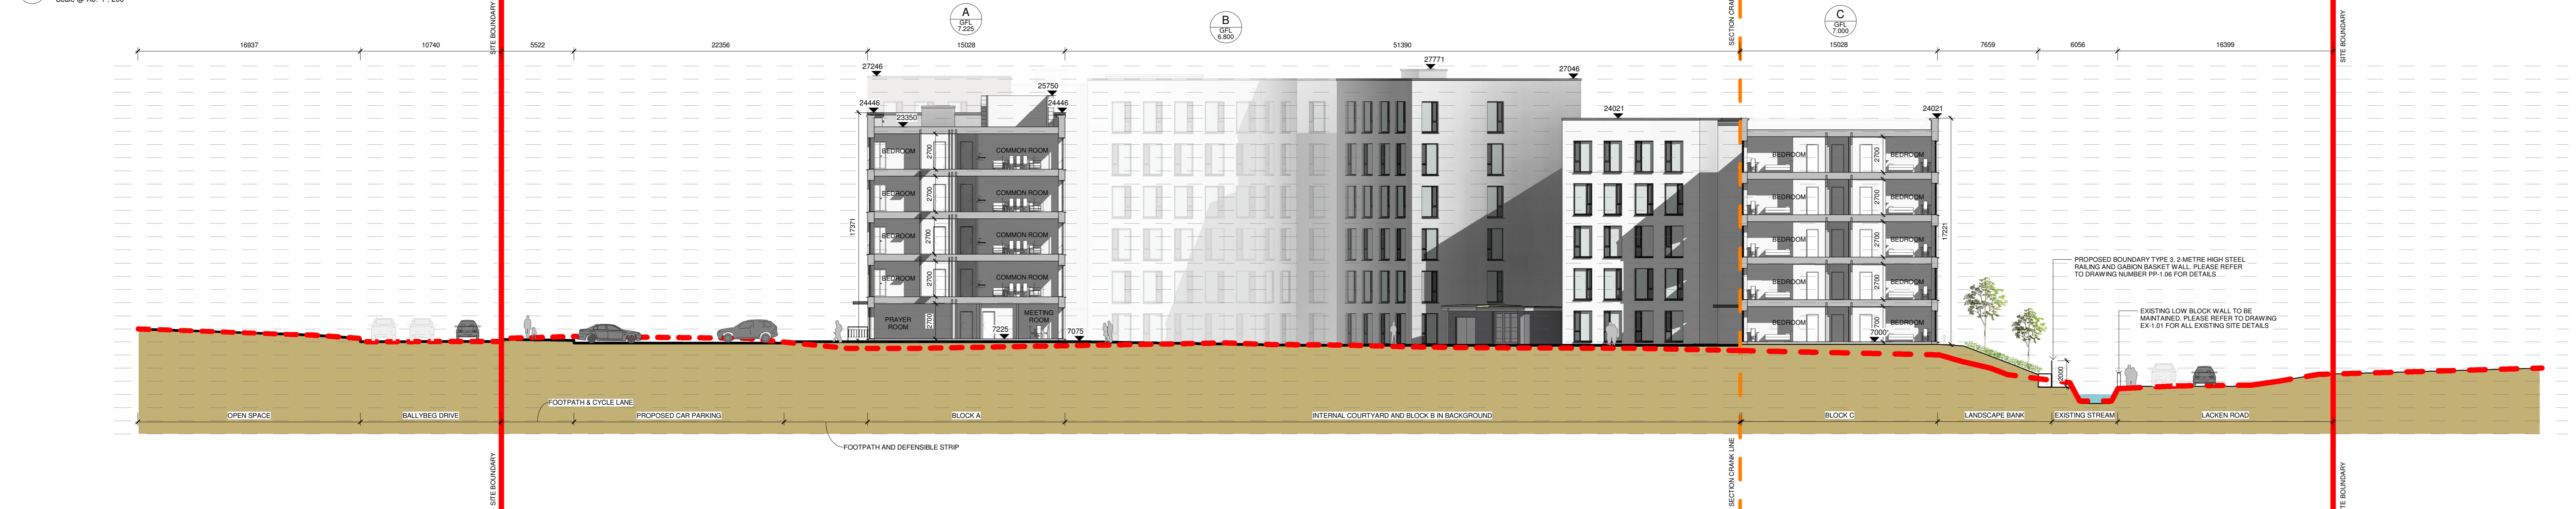 A
GFL
7.225
B
GFL
6.800
C
GFL
7.000
SITE BOUNDARY
SITE BOUNDARY
16937
10740
5522
22356
15028
51390
15028
7659
6056
16399
27246
24446
23350
25750
24446
27771
27046
24021
24021
BEDROOM
2700
COMMON ROOM
BEDROOM
2700
COMMON ROOM
BEDROOM
2700
COMMON ROOM
BEDROOM
2700
COMMON ROOM
PRAYER
ROOM
2700
MEETING
ROOM
7225
7075
17371
BEDROOM
2700
BEDROOM
BEDROOM
2700
BEDROOM
BEDROOM
2700
BEDROOM
BEDROOM
2700
BEDROOM
BEDROOM
BEDROOM
7000
17221
PROPOSED BOUNDARY TYPE 3. 2-METRE HIGH STEEL
RAILING AND GABION BASKET WALL. PLEASE REFER
TO DRAWING NUMBER PP-1.06 FOR DETAILS
EXISTING LOW BLOCK WALL TO BE
MAINTAINED. PLEASE REFER TO DRAWING
EX-1.01 FOR ALL EXISTING SITE DETAILS
2000
FOOTPATH & CYCLE LANE
OPEN SPACE
BALLYBEG DRIVE
PROPOSED CAR PARKING
BLOCK A
INTERNAL COURTYARD AND BLOCK B IN BACKGROUND
BLOCK C
LANDSCAPE BANK
EXISTING STREAM
LACKEN ROAD
FOOTPATH AND DEFENSIBLE STRIP
SITE BOUNDARY
SECTION CRANK LINE